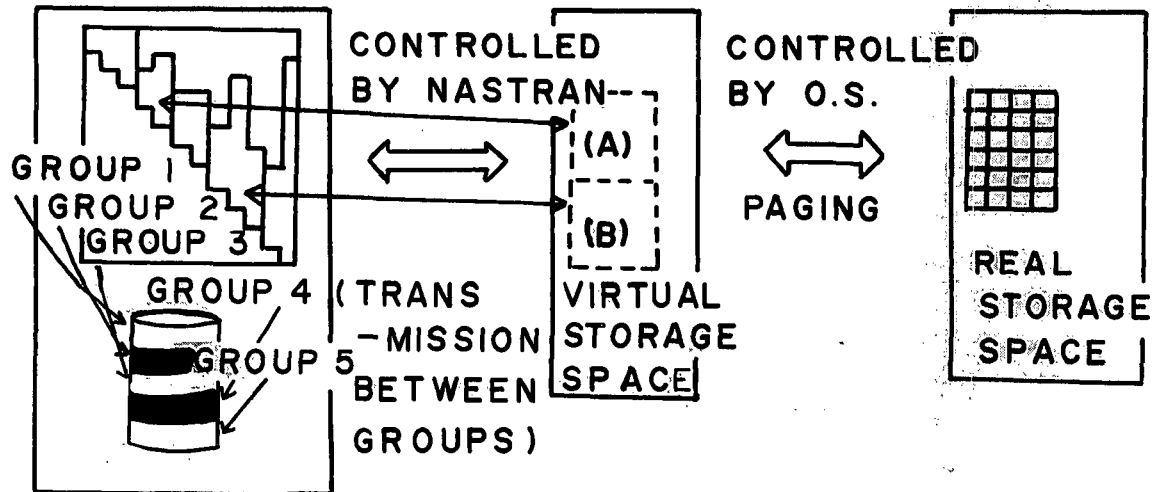 CONTROLLED
BY NASTRAN
CONTROLLED
BY O.S.
(A)
(B)
PAGING
GROUP 1
GROUP 2
GROUP 3
GROUP 4
GROUP 5
(TRANS
-MISSION
BETWEEN
GROUPS)
VIRTUAL
STORAGE
SPACE
REAL
STORAGE
SPACE